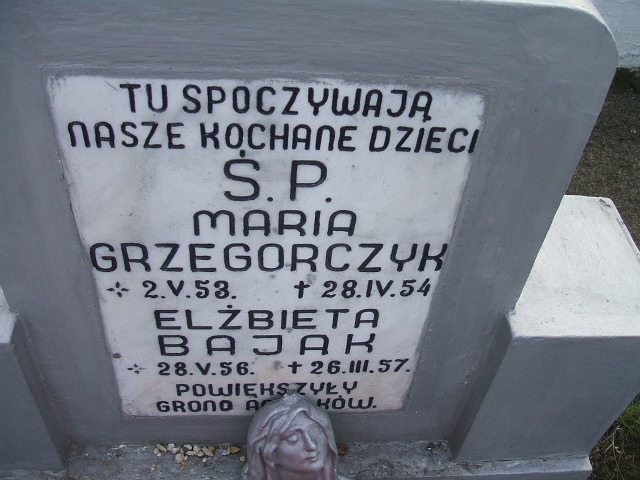 TU SPOCZYWAJĄ
NASZE KOCHANE DZIECI
Ś.P.
MARIA
GRZEGORCZYK
2.V.53. † 28.IV.54
ELŻBIETA
BAJAK
28.V.56. † 26.III.57.
POWIĘKSZYŁY
GRONO